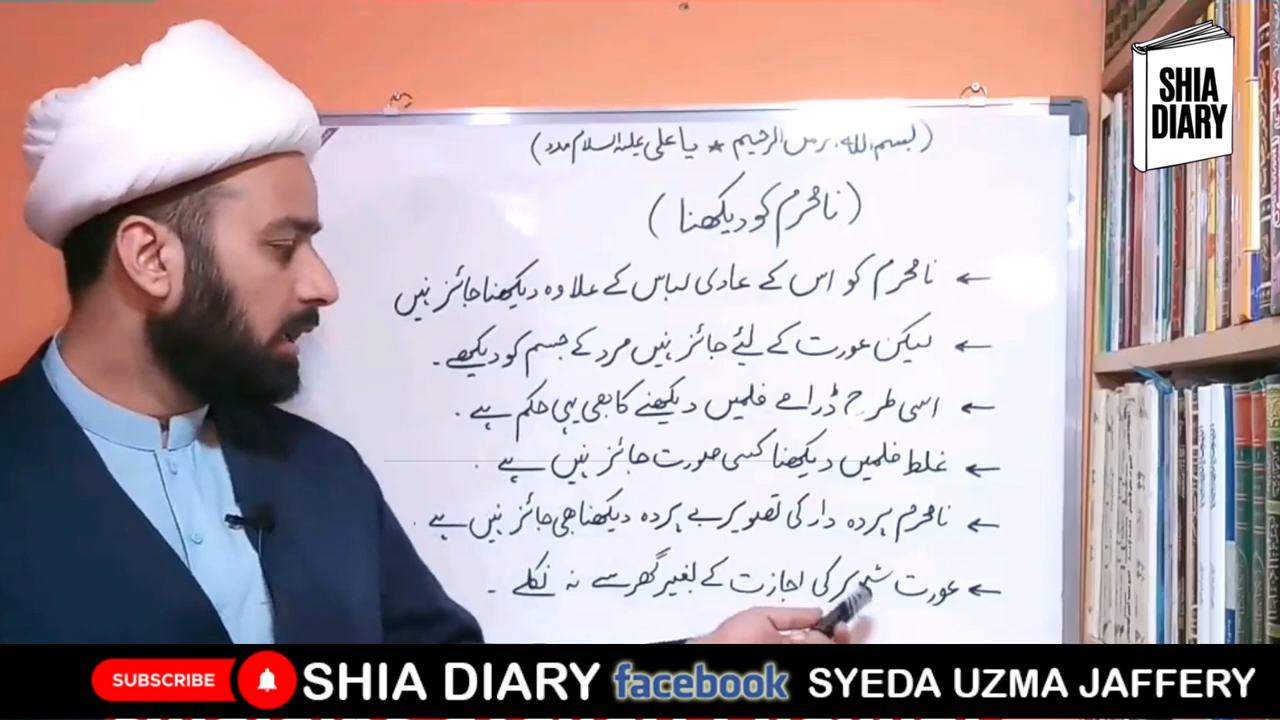 (بسم اللہ الرحمن الرحیم ★ یا علی علیہ السلام مدد)
(نامحرم کو دیکھنا)
← نامحرم کو اس کے عادی لباس کے علاوہ دیکھنا جائز نہیں
← لیکن عورت کے لئے جائز نہیں مرد کے جسم کو دیکھے۔
← اسی طرح ڈرامے فلمیں دیکھنے کا بھی یہی حکم ہے۔
← غلط فلمیں دیکھنا کسی صورت جائز نہیں ہے۔
← نامحرم پردہ دار کی تصویر بے پردہ دیکھنا بھی جائز نہیں ہے۔
← عورت شوہر کی اجازت کے بغیر گھر سے نہ نکلے۔
SHIA
DIARY
SUBSCRIBE SHIA DIARY facebook SYEDA UZMA JAFFERY